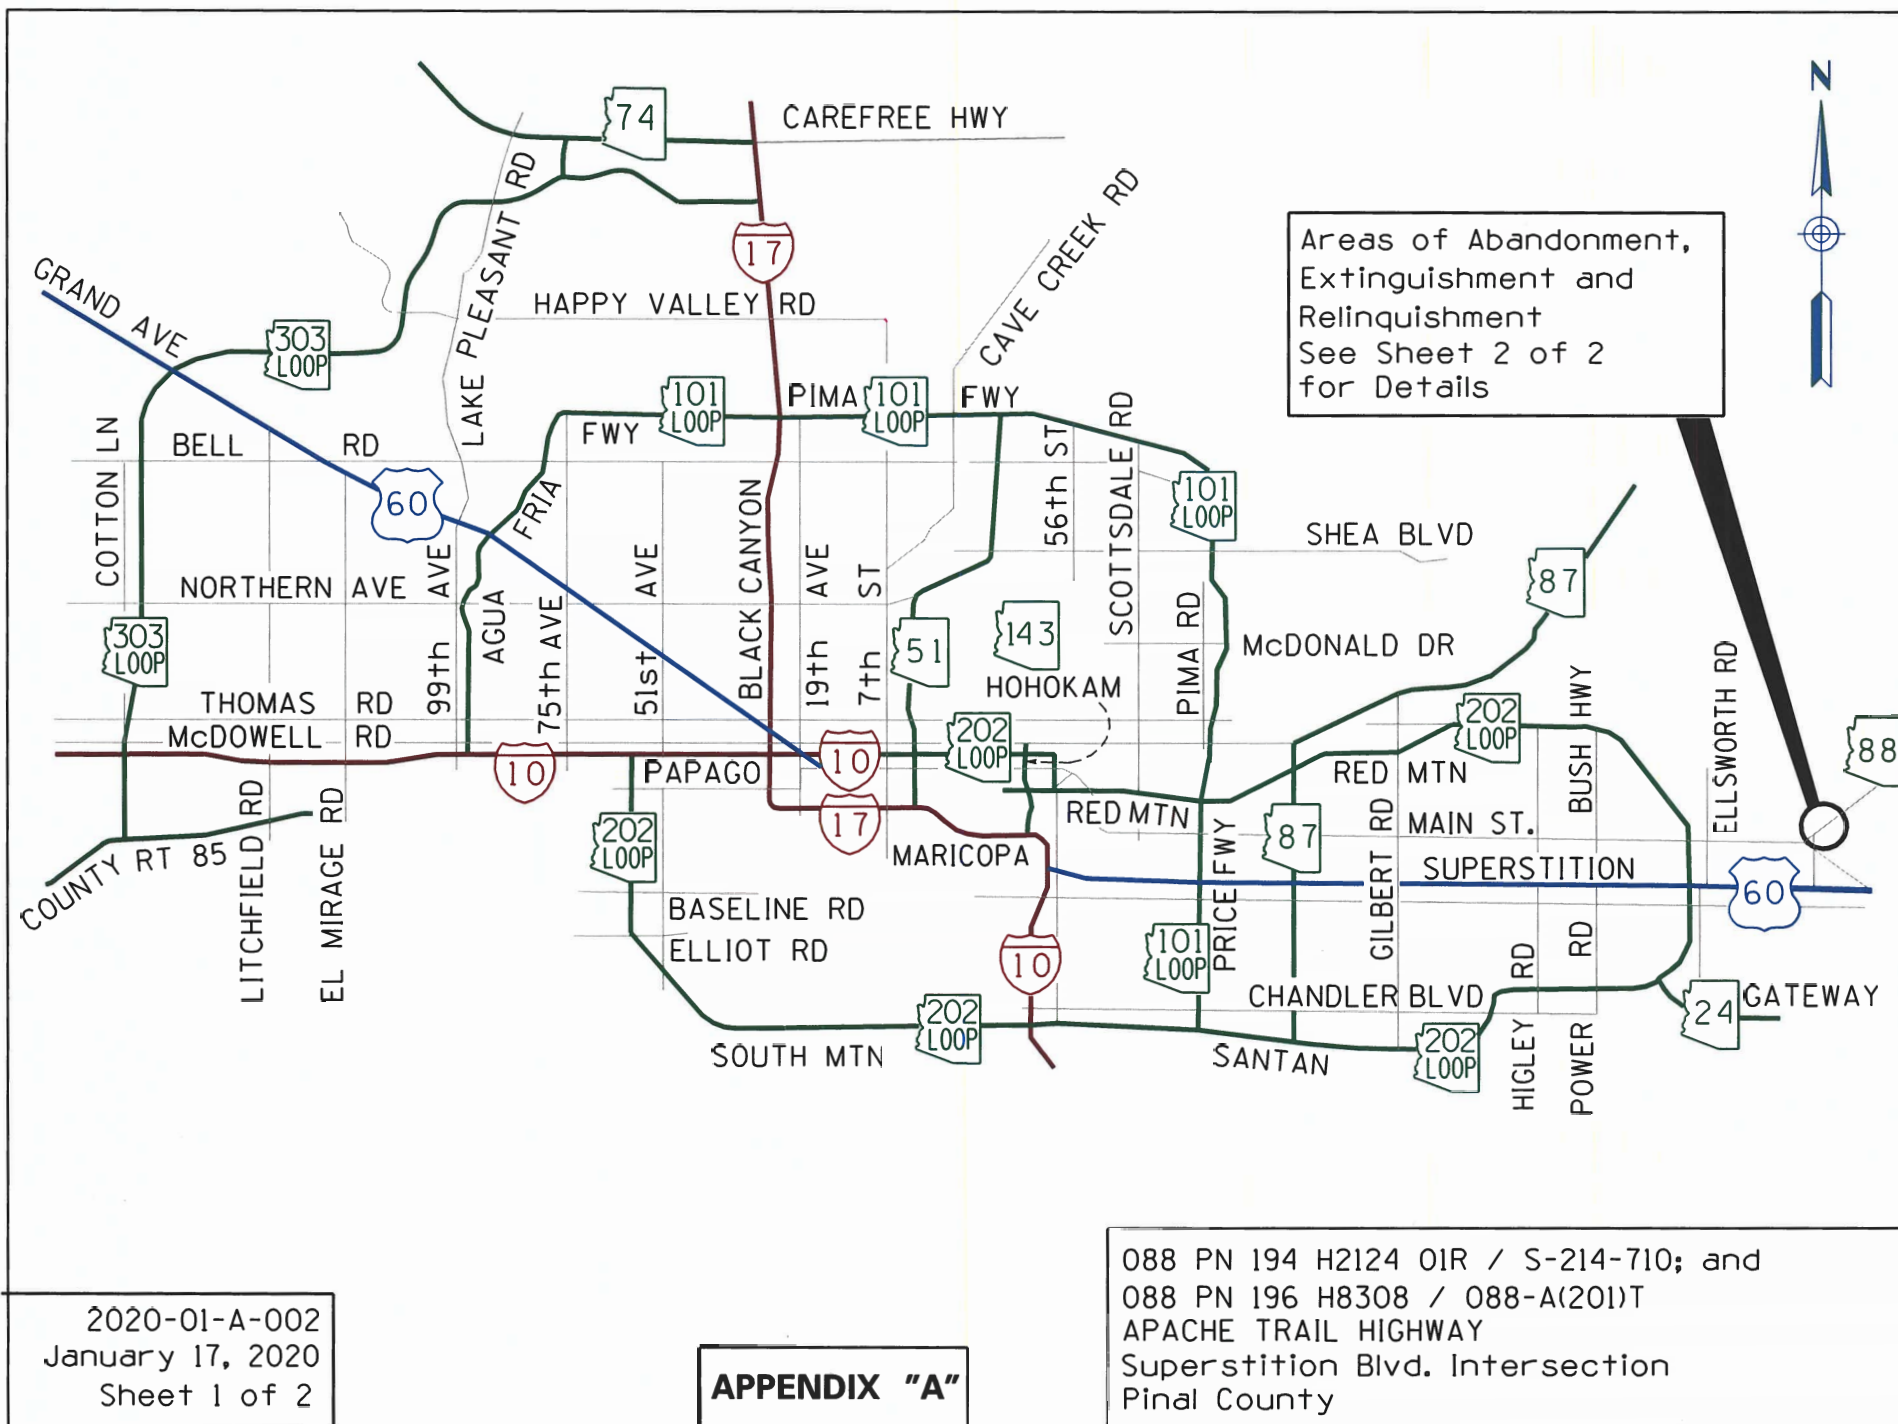 74
CAREFREE HWY
N
LAKE PLEASANT RD
17
CAVE CREEK RD
Areas of Abandonment,
Extinguishment and
Relinquishment
See Sheet 2 of 2
for Details
GRAND AVE
HAPPY VALLEY RD
303
LOOP
101
LOOP
PIMA
101
LOOP
FWY
FWY
COTTON LN
BELL RD
60
FRIA
BLACK CANYON
56th ST
SCOTTSDALE RD
101
LOOP
SHEA BLVD
87
NORTHERN AVE
99th AVE
AGUA
75th AVE
51st AVE
19th AVE
7th ST
51
143
HOHOKAM
PIMA RD
McDONALD DR
303
LOOP
THOMAS RD
McDOWELL RD
10
PAPAGO
10
202
LOOP
202
LOOP
BUSH HWY
ELLSWORTH RD
88
RED MTN
RED MTN
LITCHFIELD RD
EL MIRAGE RD
COUNTY RT 85
202
LOOP
17
MARICOPA
PRICE FWY
87
GILBERT RD
MAIN ST.
SUPERSTITION
60
BASELINE RD
ELLIOT RD
10
101
LOOP
CHANDLER BLVD
HIGLEY RD
POWER RD
24
GATEWAY
202
LOOP
SOUTH MTN
SANTAN
202
LOOP
2020-01-A-002
January 17, 2020
Sheet 1 of 2
APPENDIX "A"
088 PN 194 H2124 01R / S-214-710; and
088 PN 196 H8308 / 088-A(201)T
APACHE TRAIL HIGHWAY
Superstition Blvd. Intersection
Pinal County